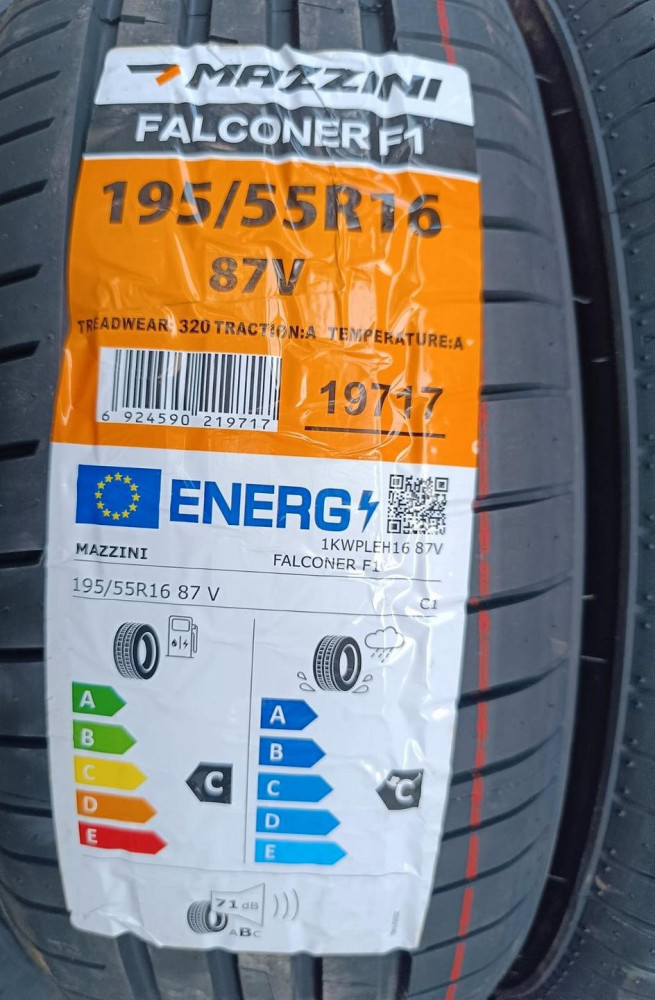 MAZZINI
FALCONER F1
195/55R16
87V
TREADWEAR: 320 TRACTION:A TEMPERATURE:A
19717
6 924590 219717
ENERG
1KWPLEH16 87V
MAZZINI
FALCONER F1
195/55R16 87 V
C1
A
B
C
D
E
C
A
B
C
D
E
C
71 dB
ABC